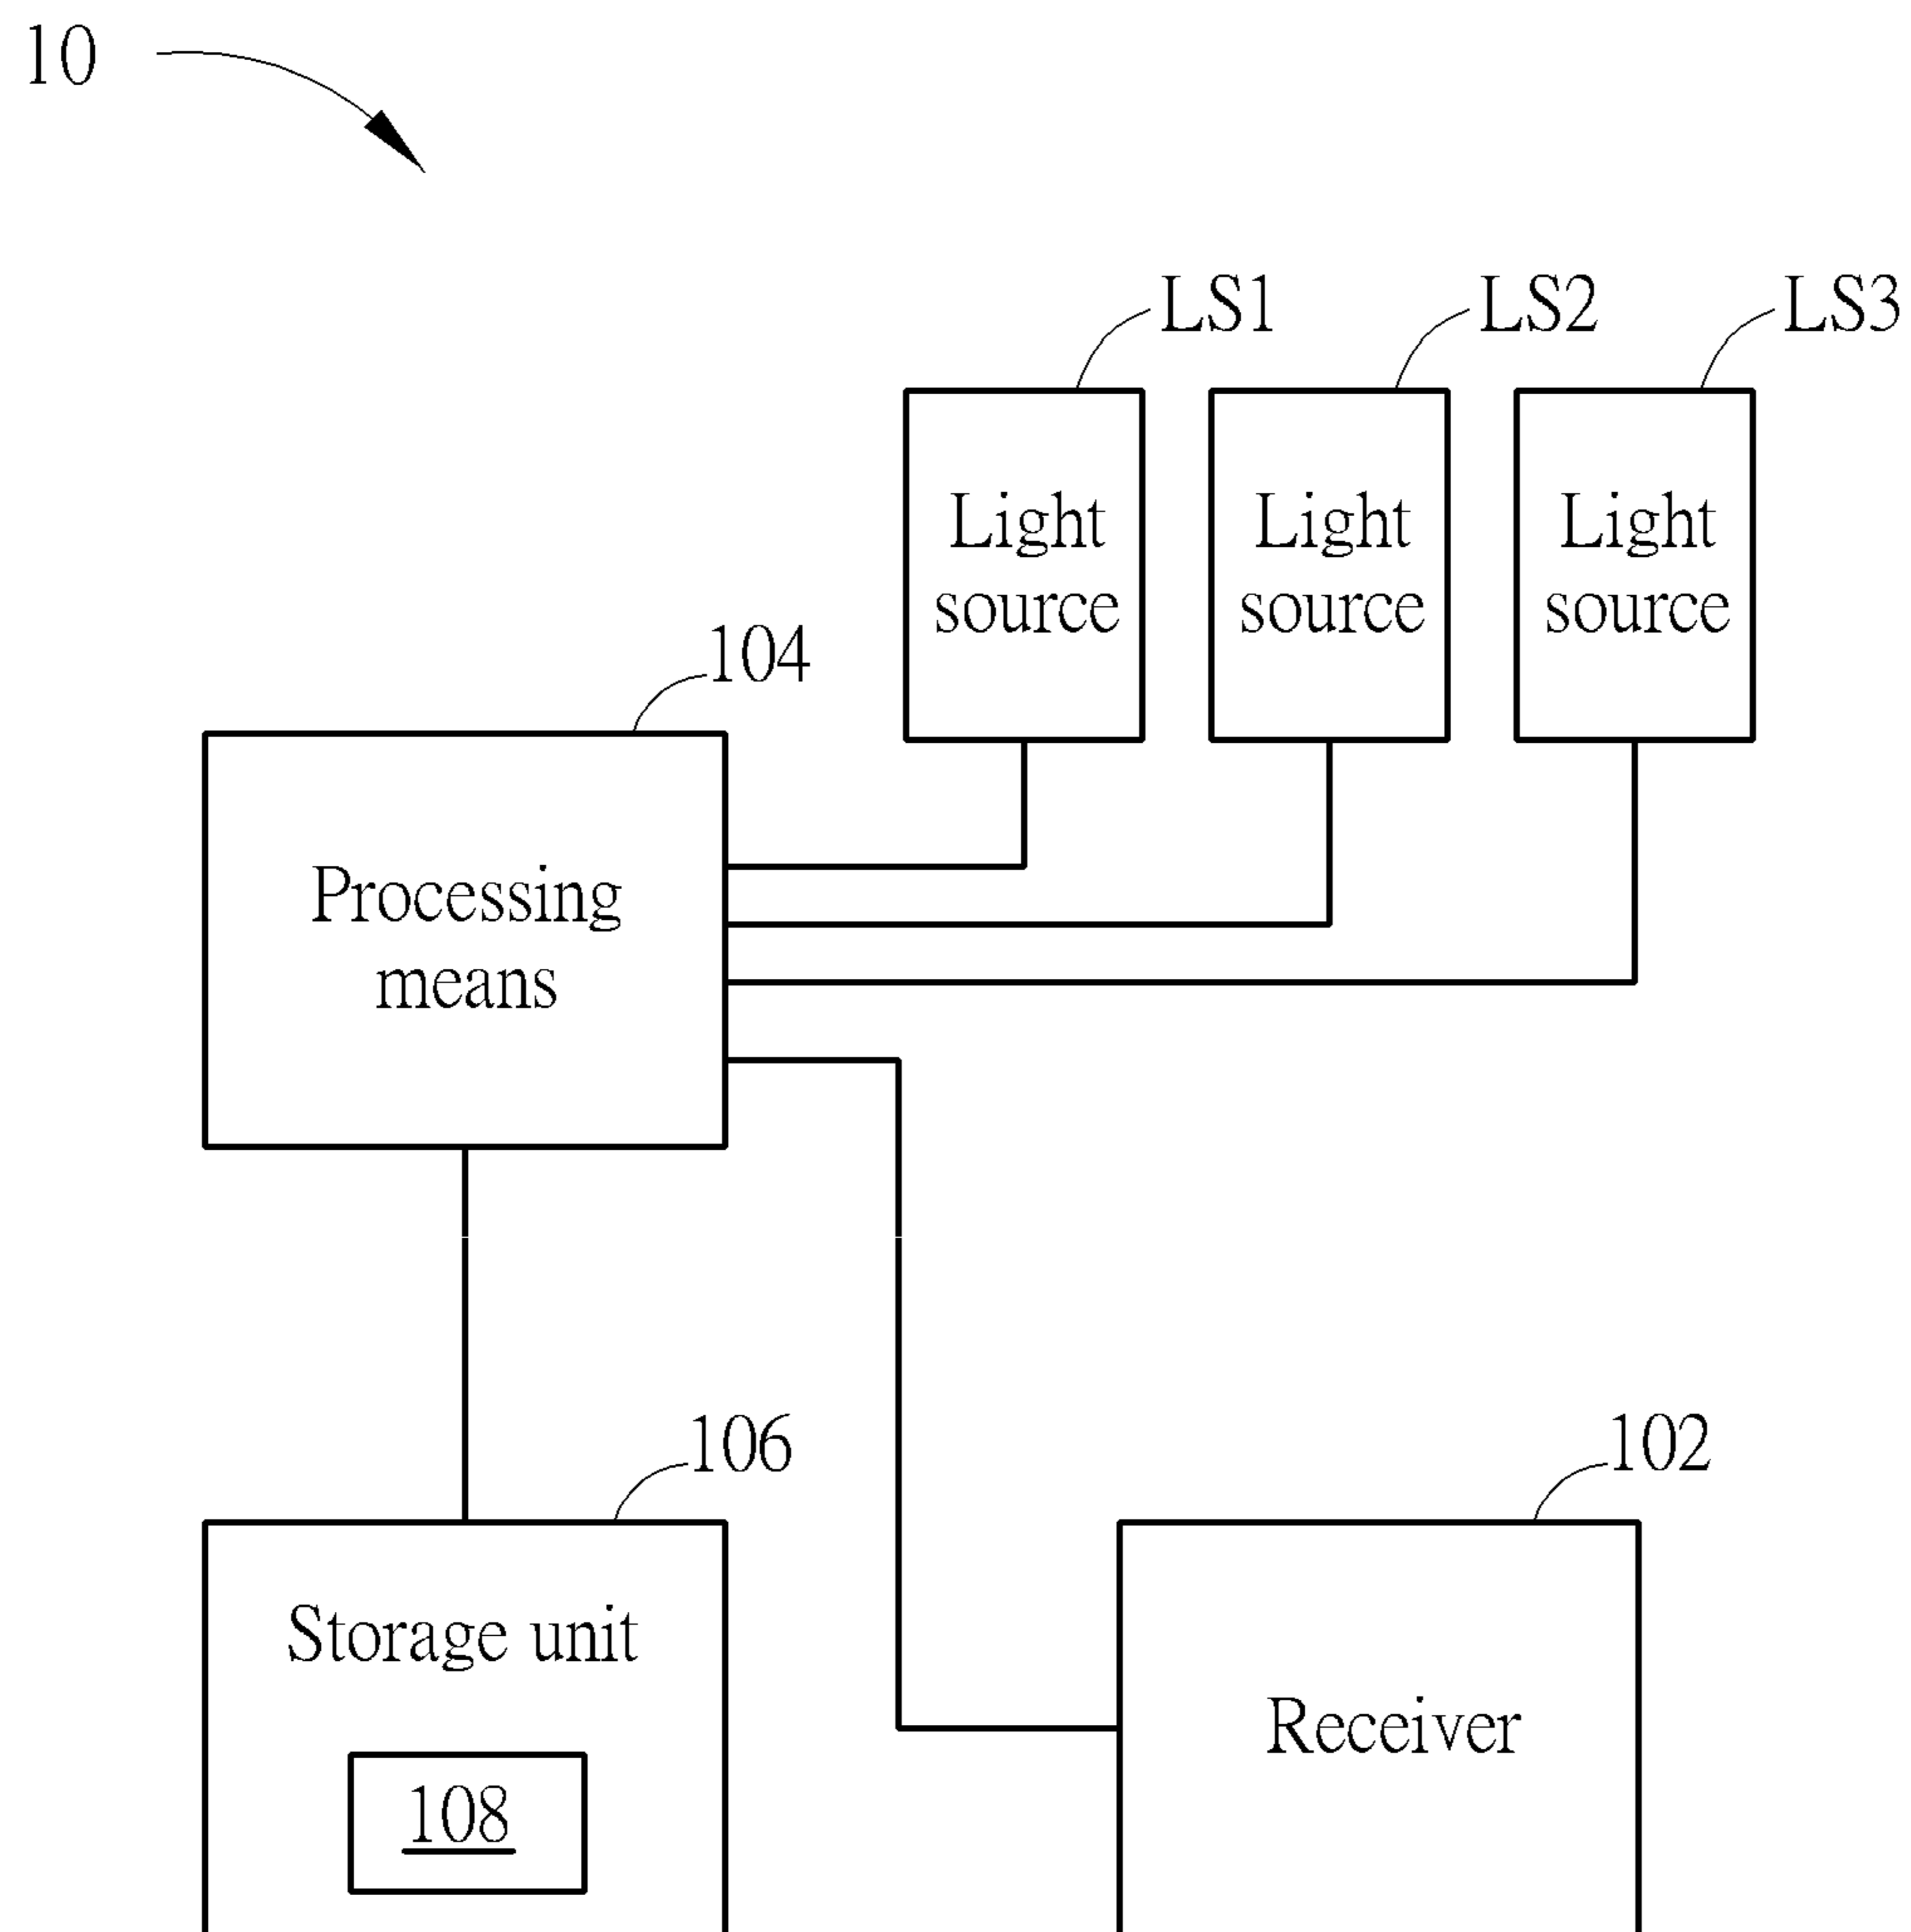 10
LS1
LS2
LS3
Light
source
Light
source
Light
source
104
Processing
means
106
102
Storage unit
Receiver
108